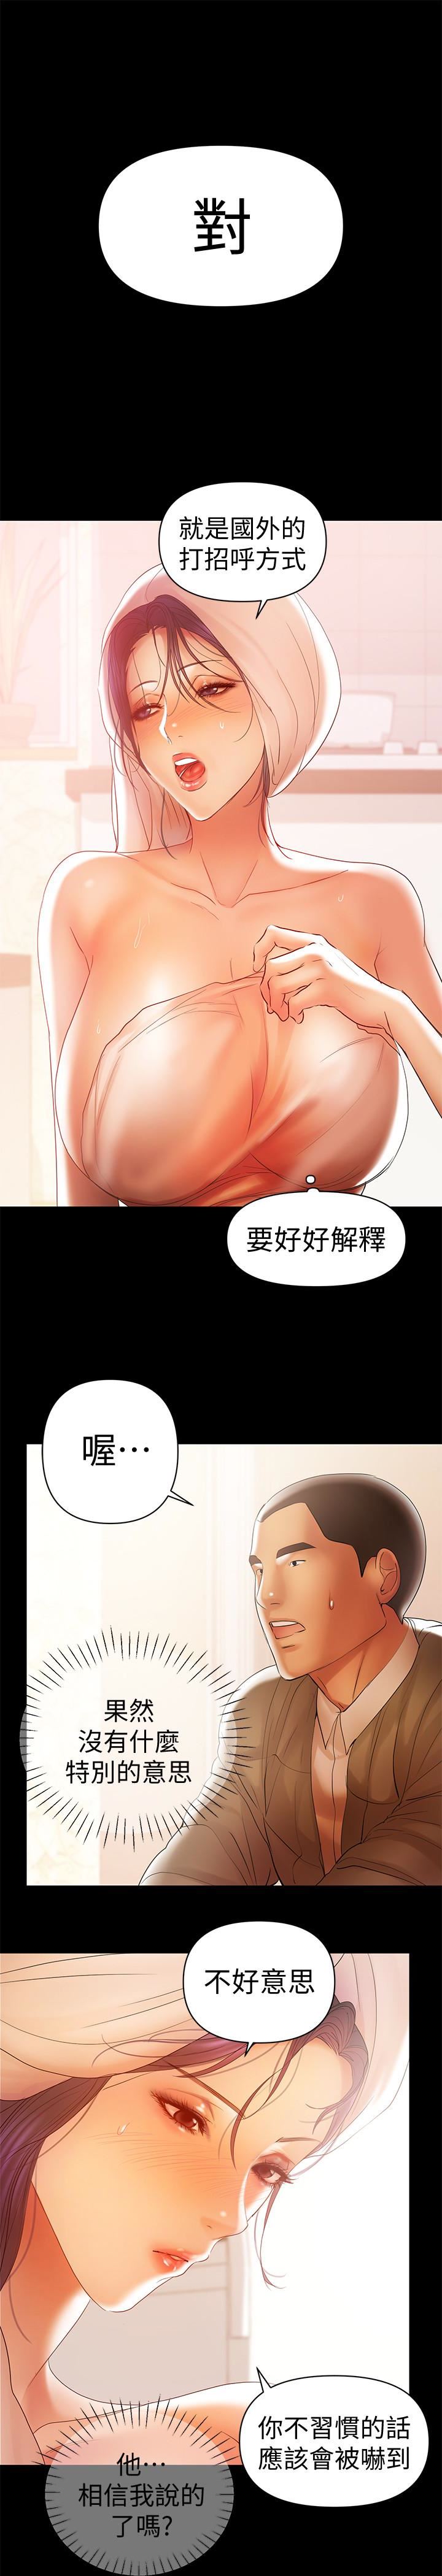 對
就是國外的
打招呼方式
要好好解釋
喔⋯
果然
沒有什麼
特別的意思
不好意思
你不習慣的話
應該會被嚇到
他⋯
相信我說的
了嗎?